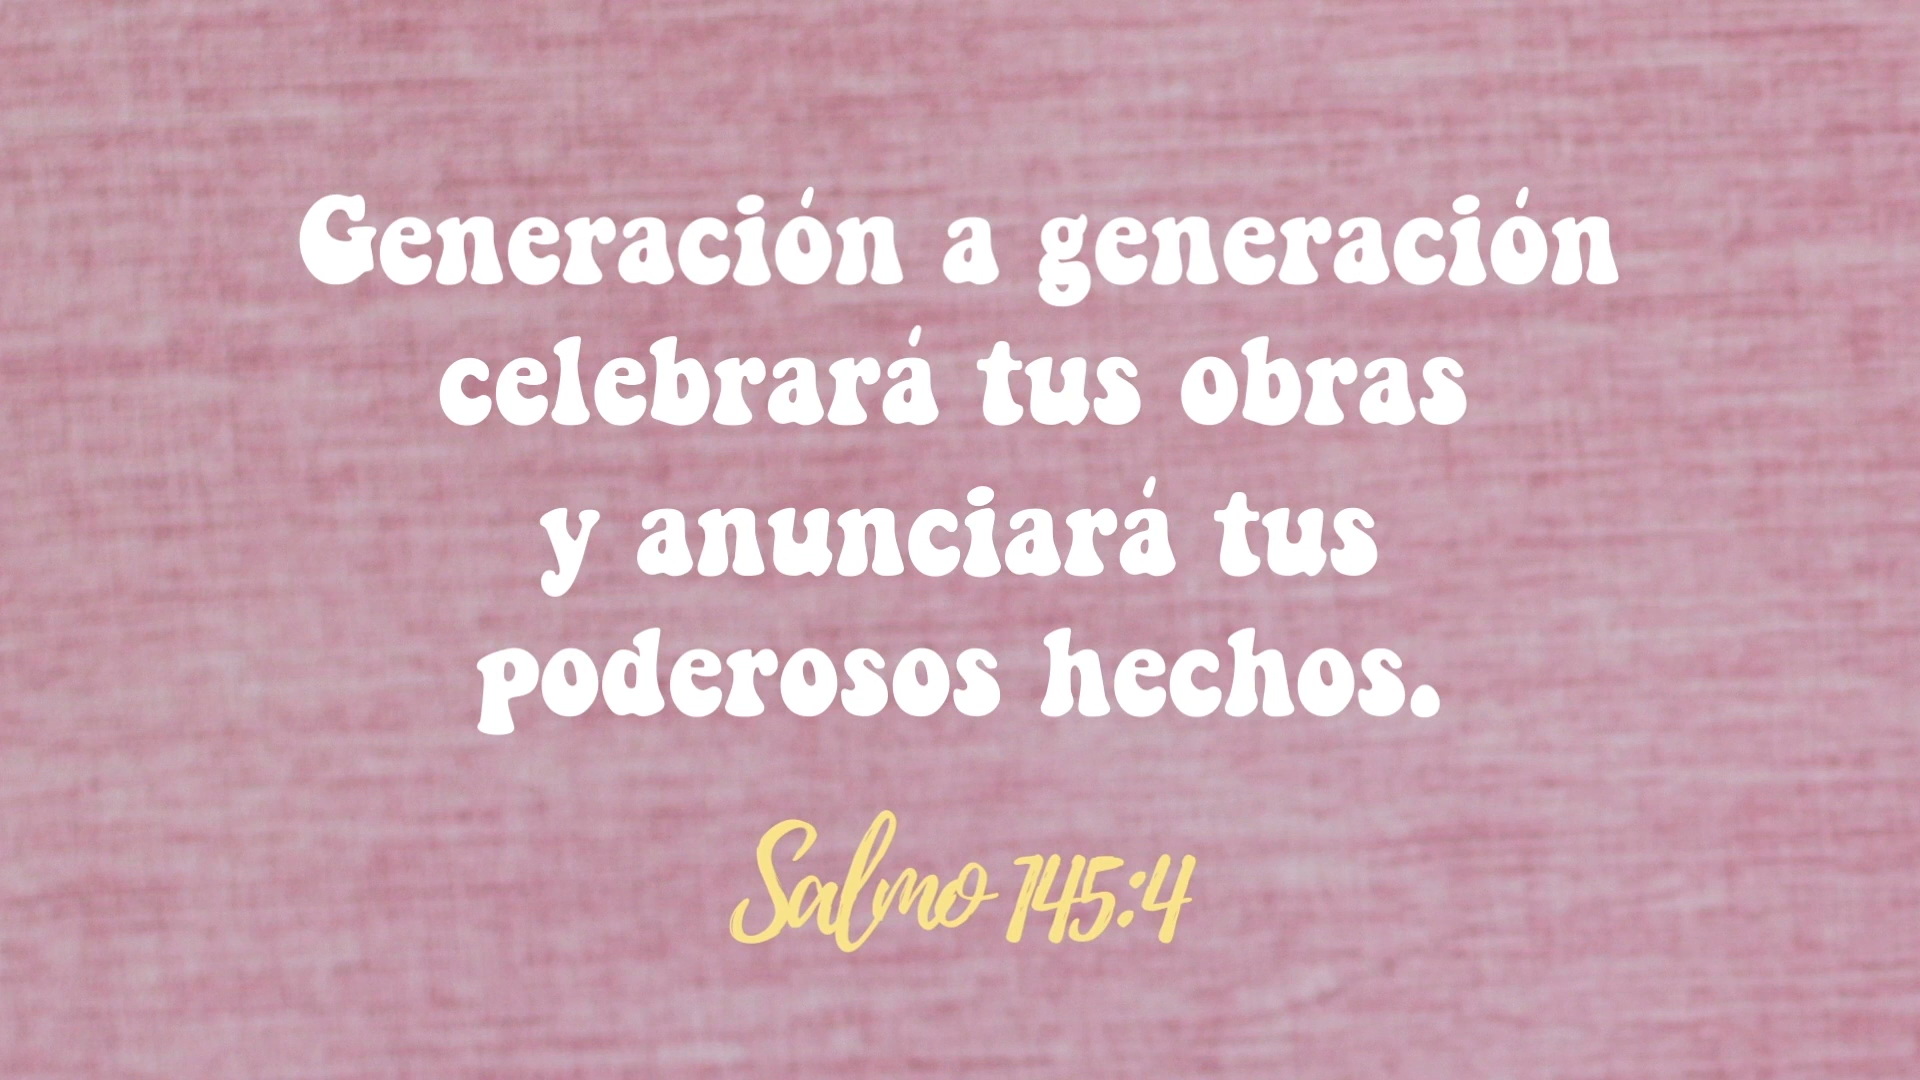 Generación a generación
celebrará tus obras
y anunciará tus
poderosos hechos.
Salmo 145:4